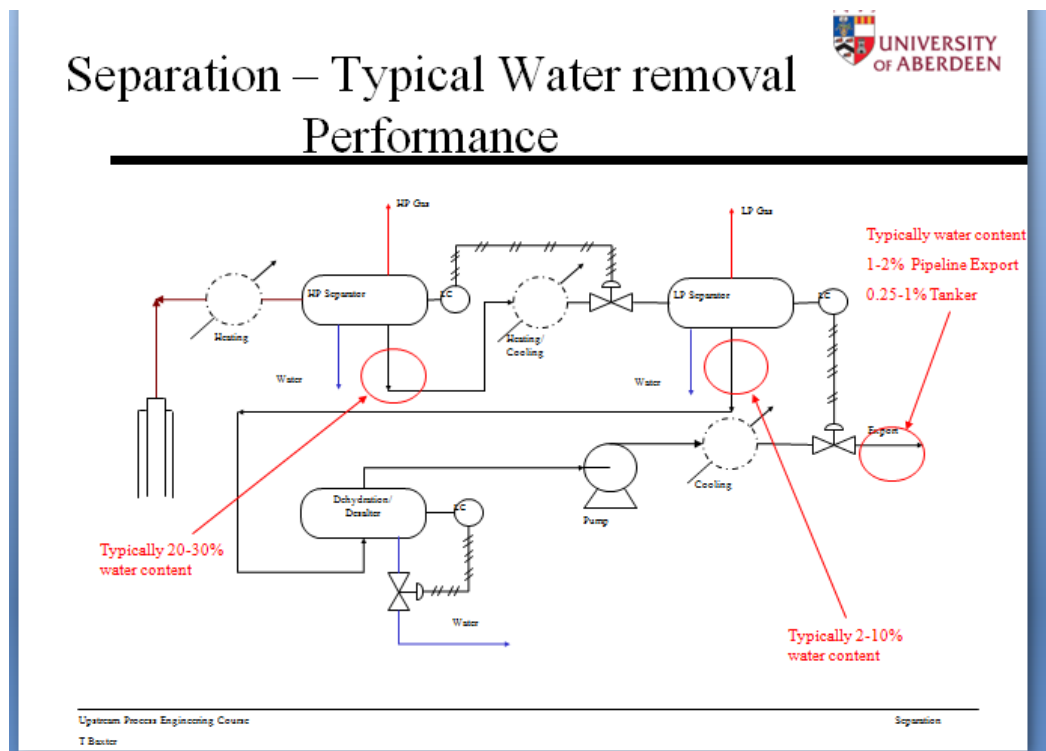 UNIVERSITY
OF ABERDEEN
Separation – Typical Water removal
Performance
HP Gas
LP Gas
Typically water content
1-2% Pipeline Export
0.25-1% Tanker
HP Separator
LC
LP Separator
LC
Heating
Heating/
Cooling
Water
Water
Export
Cooling
Dehydration/
Desalter
LC
Pump
Typically 20-30%
water content
Water
Typically 2-10%
water content
Upstream Process Engineering Course
Separation
T Baxter